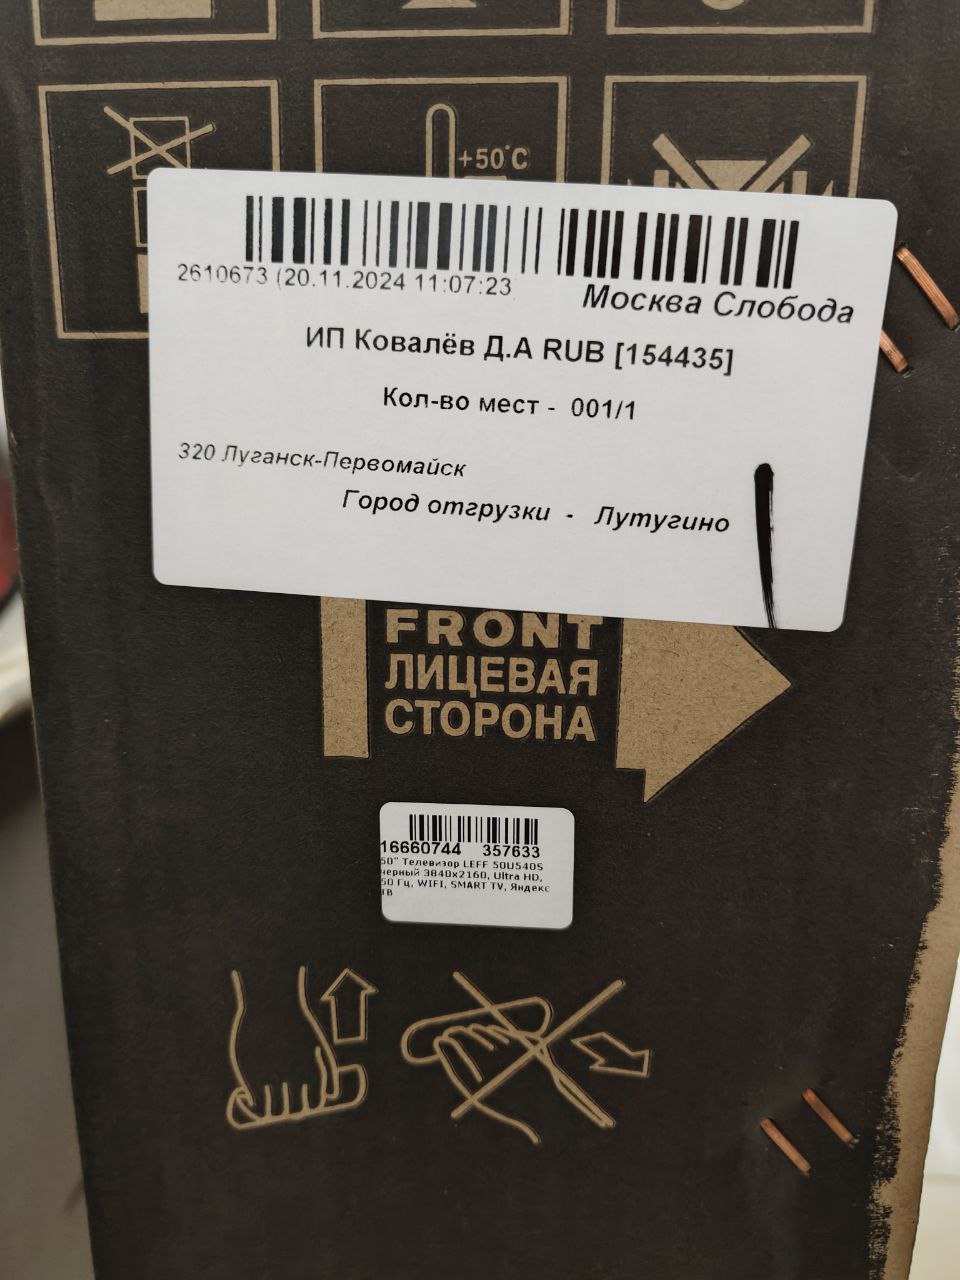 +50°C
2610673 (20.11.2024 11:07:23
Москва Слобода
ИП Ковалёв Д.А RUB [154435]
Кол-во мест - 001/1
320 Луганск-Первомайск
Город отгрузки - Лутугино
FRONT
ЛИЦЕВАЯ
СТОРОНА
16660744 357633
50" Телевизор LEFF 50U540S
черный 3840x2160, Ultra HD,
60 Гц, WIFI, SMART TV, Яндекс
ТВ